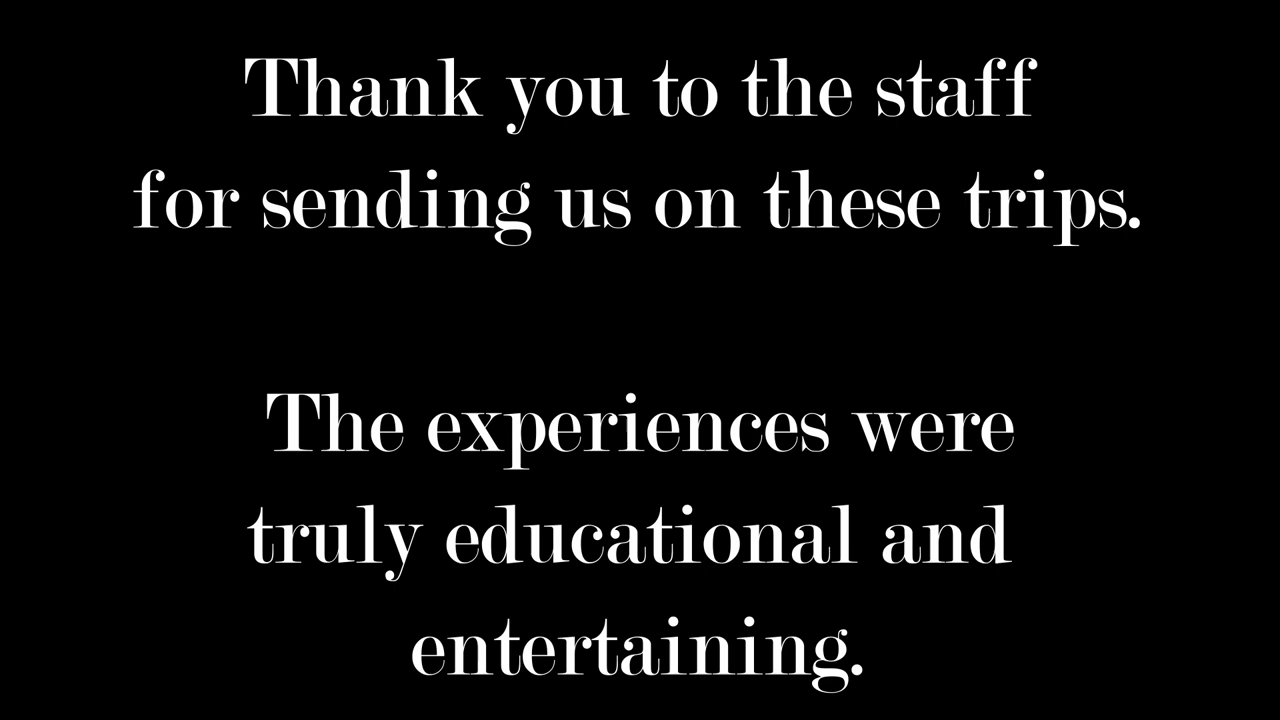 Thank you to the staff
for sending us on these trips.
The experiences were
truly educational and
entertaining.